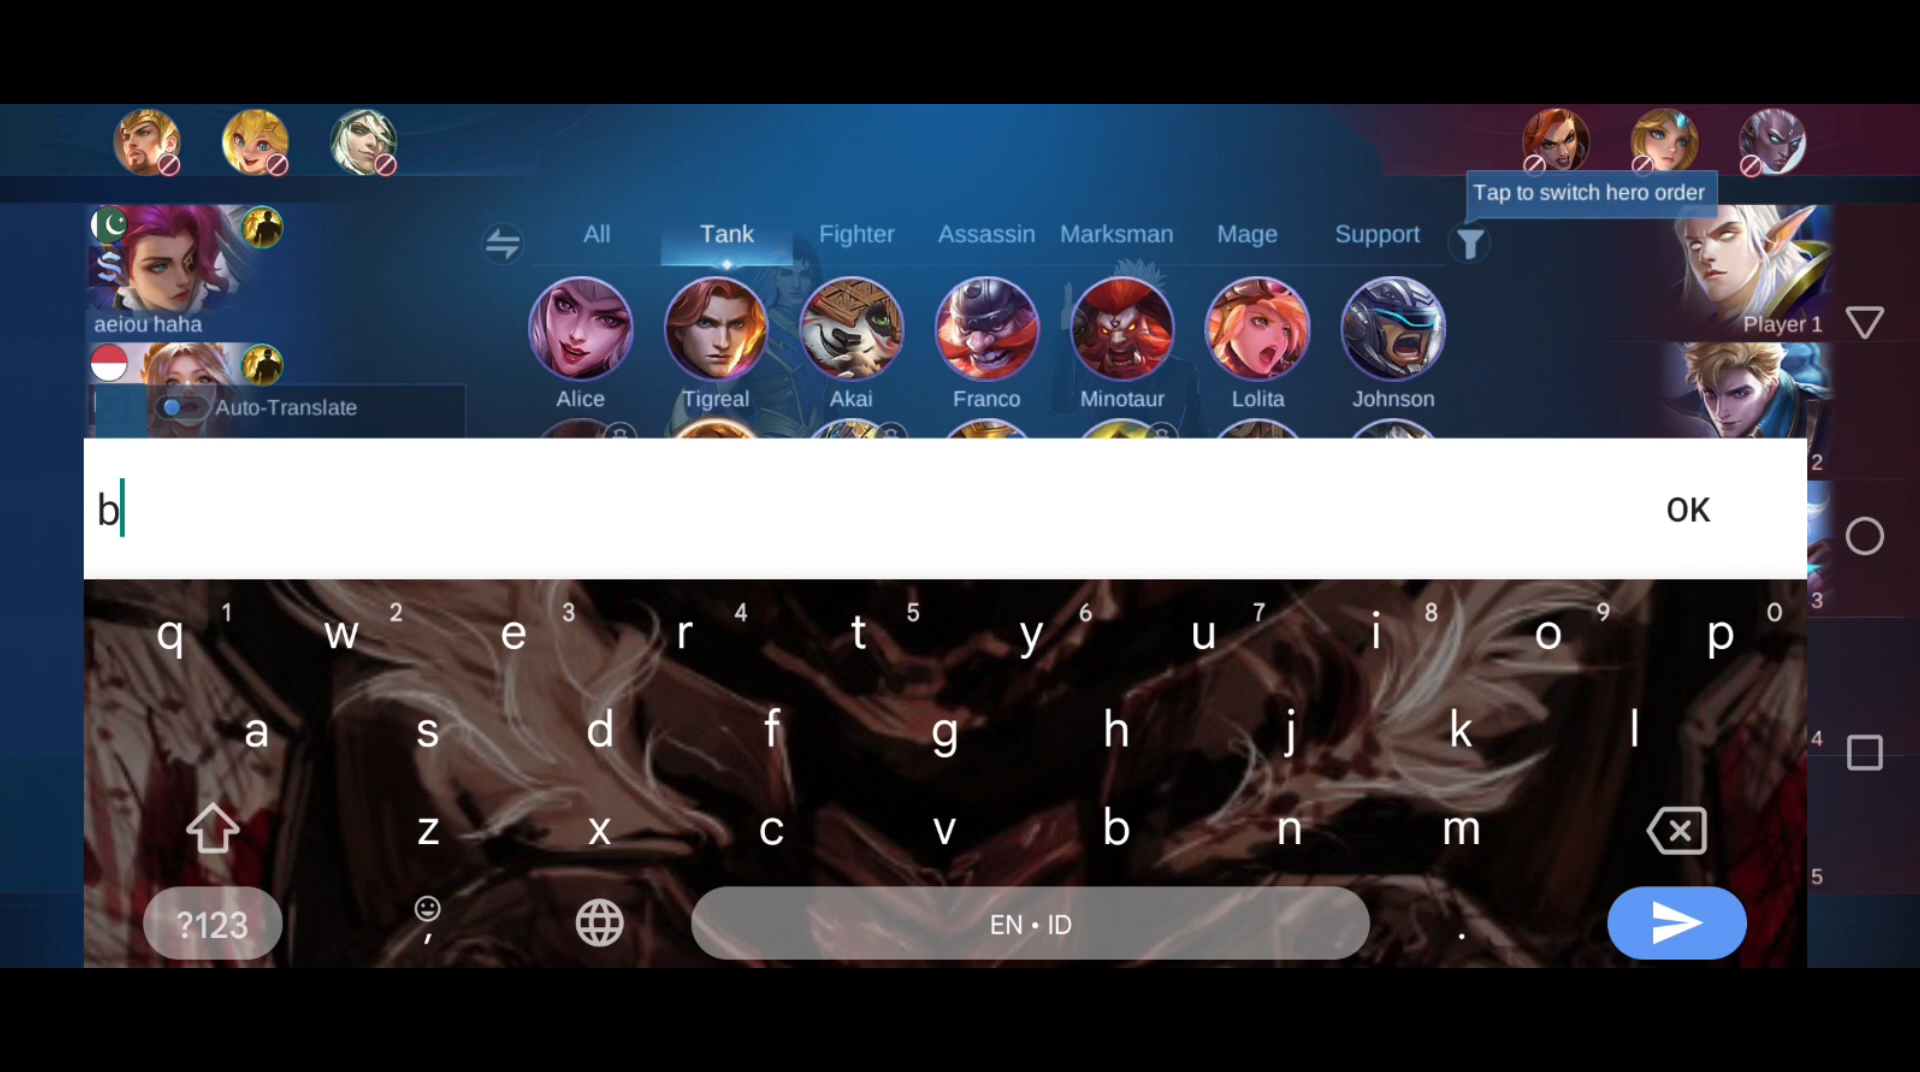 Tap to switch hero order
All Tank Fighter Assassin Marksman Mage Support
aeiou haha
Player 1
Alice Tigreal Akai Franco Minotaur Lolita Johnson
Auto-Translate
2
b
OK
3
q 1 w 2 e 3 r 4 t 5 y 6 u 7 i 8 o 9 p 0
a s d f g h j k l
4
z x c v b n m
5
?123 , EN • ID .